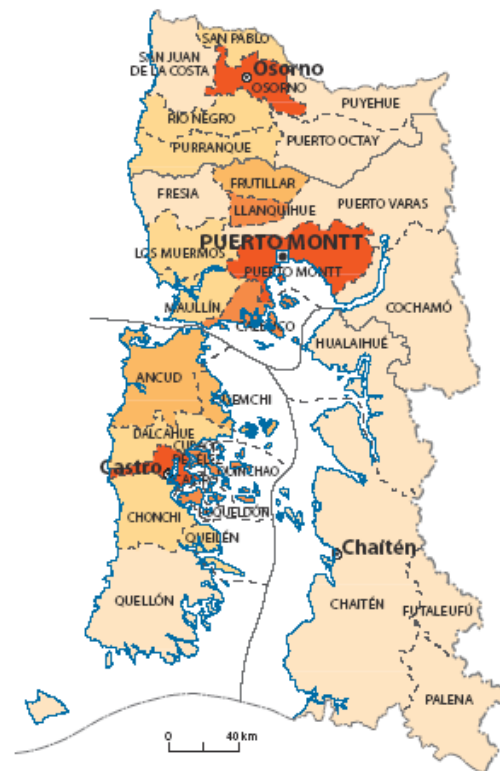 SAN PABLO
SAN JUAN
DE LA COSTA
Osorno
OSORNO
PUYEHUE
RÍO NEGRO
PUERTO OCTAY
PURRANQUE
FRESIA
FRUTILLAR
LLANQUIHUE
PUERTO VARAS
PUERTO MONTT
LOS MUERMOS
PUERTO MONTT
MAULLÍN
CALBUCO
COCHAMÓ
HUALAIHUÉ
ANCUD
QEMCHI
DALCAHUE
Castro
QUINCHAO
CHONCHI
PUQUELDÓN
QUEILÉN
Chaitén
QUELLÓN
CHAITÉN
FUTALEUFÚ
PALENA
0 40 km